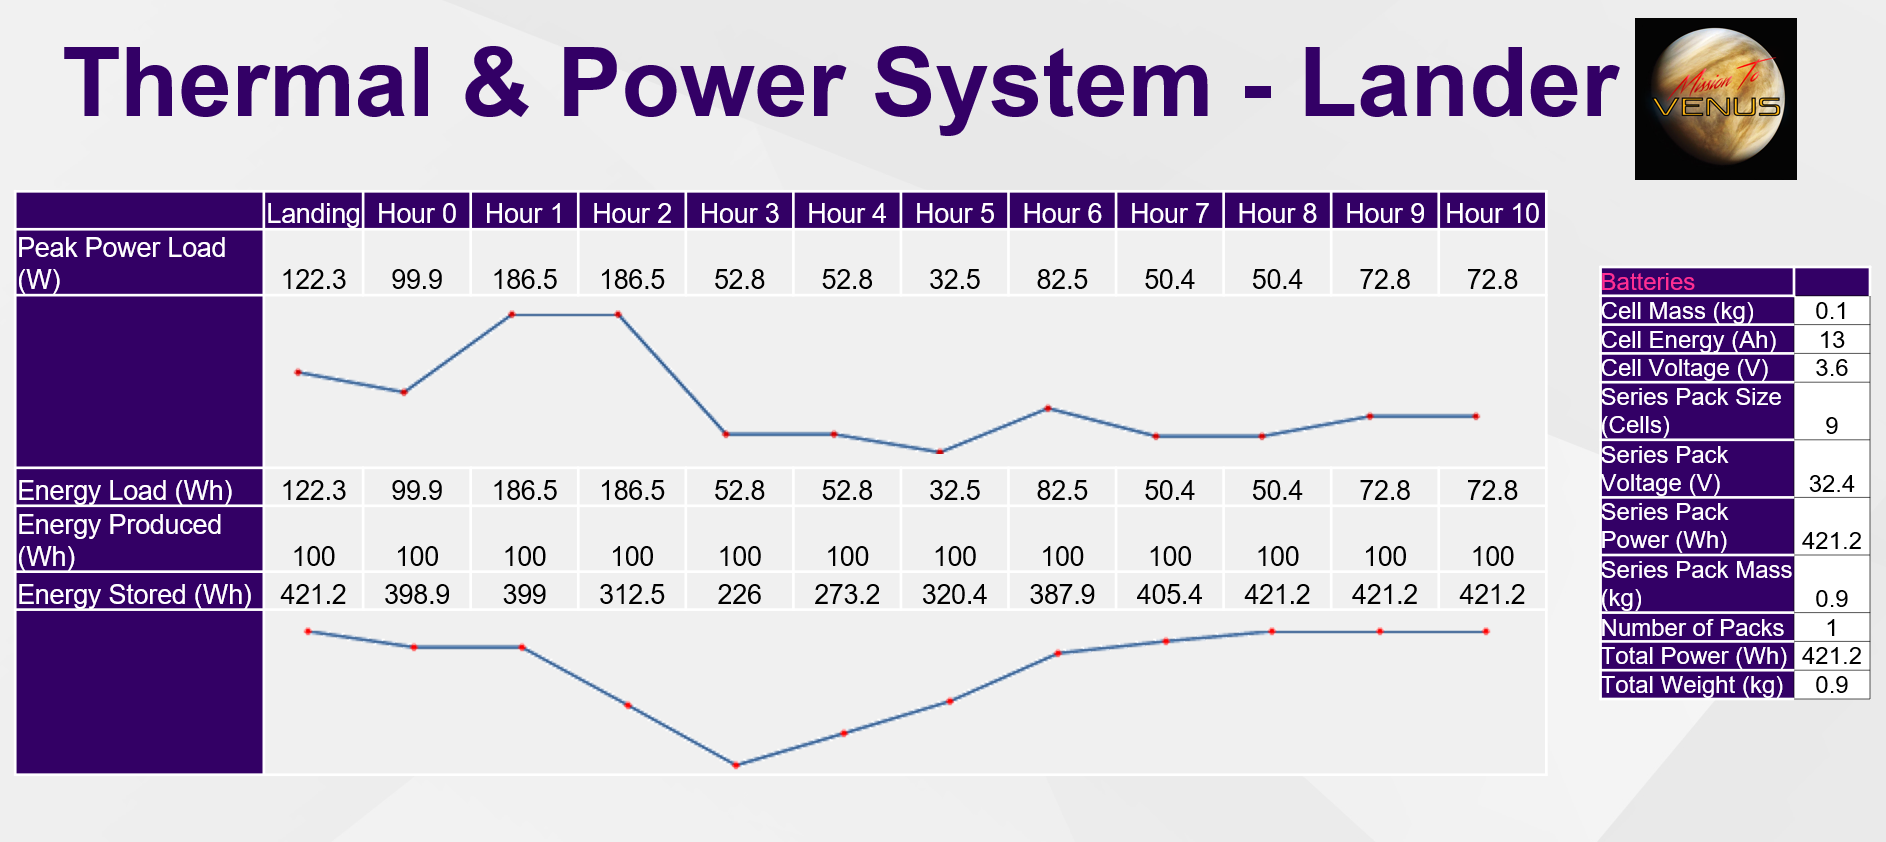 Thermal & Power System - Lander
Mission To
VENUS
Landing Hour 0 Hour 1 Hour 2 Hour 3 Hour 4 Hour 5 Hour 6 Hour 7 Hour 8 Hour 9 Hour 10
Peak Power Load
(W) 122.3 99.9 186.5 186.5 52.8 52.8 32.5 82.5 50.4 50.4 72.8 72.8
Energy Load (Wh) 122.3 99.9 186.5 186.5 52.8 52.8 32.5 82.5 50.4 50.4 72.8 72.8
Energy Produced
(Wh) 100 100 100 100 100 100 100 100 100 100 100 100
Energy Stored (Wh) 421.2 398.9 399 312.5 226 273.2 320.4 387.9 405.4 421.2 421.2 421.2
Batteries
Cell Mass (kg) 0.1
Cell Energy (Ah) 13
Cell Voltage (V) 3.6
Series Pack Size
(Cells) 9
Series Pack
Voltage (V) 32.4
Series Pack
Power (Wh) 421.2
Series Pack Mass
(kg) 0.9
Number of Packs 1
Total Power (Wh) 421.2
Total Weight (kg) 0.9